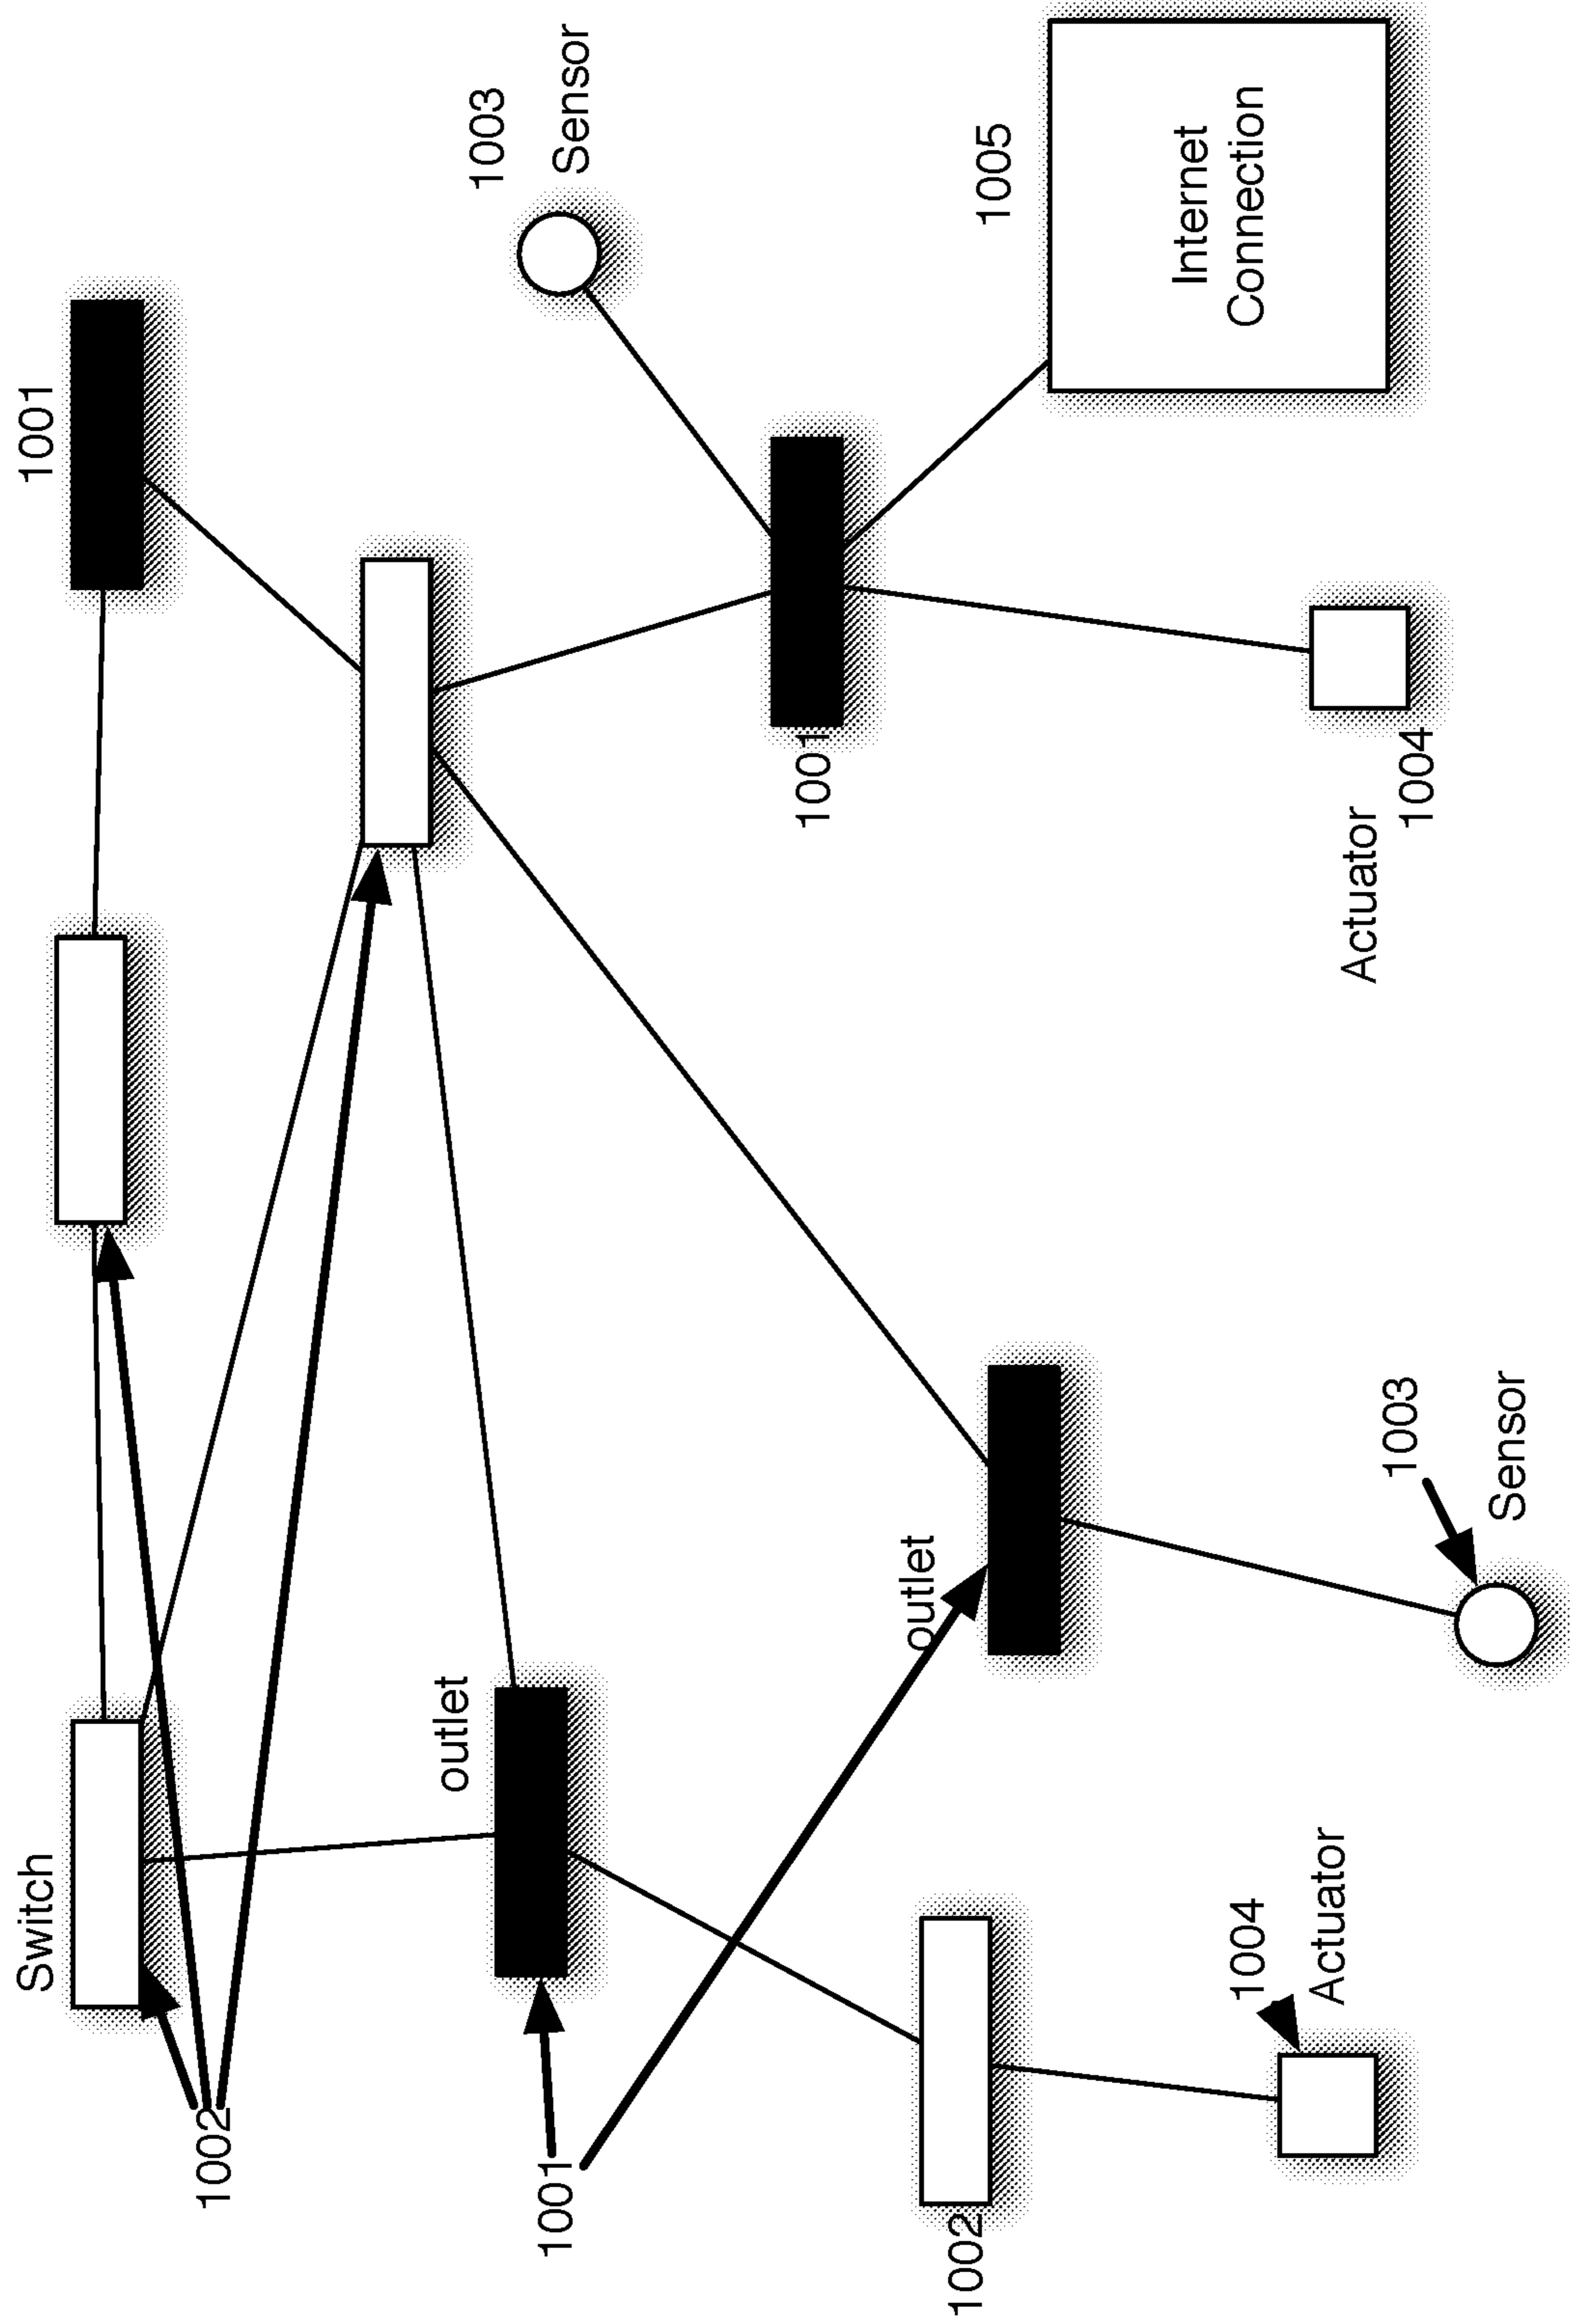 Switch
1001
1002
outlet
1003
Sensor
1001
1001
outlet
1002
1005
Internet
Connection
1004
Actuator
Actuator
1004
1003
Sensor